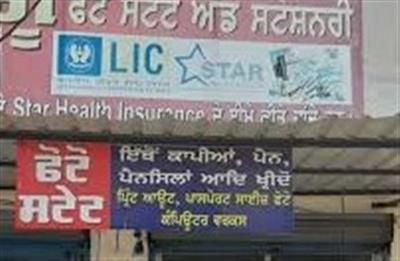 ਫੋਟੋ ਸਟੇਟ ਅਂਡ ਸਟੇਸ਼ਨਰੀ
LIC
STAR
Star Health Insurance
ਫੋਟੋ
ਸਟੇਟ
ਇੱਥੋਂ ਕਾਪੀਆਂ, ਪੈਨ,
ਪੈਨਸਿਲਾਂ ਆਦਿ ਖ੍ਰੀਦੋ
ਪ੍ਰਿੰਟ ਆਊਟ, ਪਾਸਪੋਰਟ ਸਾਈਜ਼ ਫੋਟੋ
ਕੰਪਿਊਟਰ ਵਰਕਸ